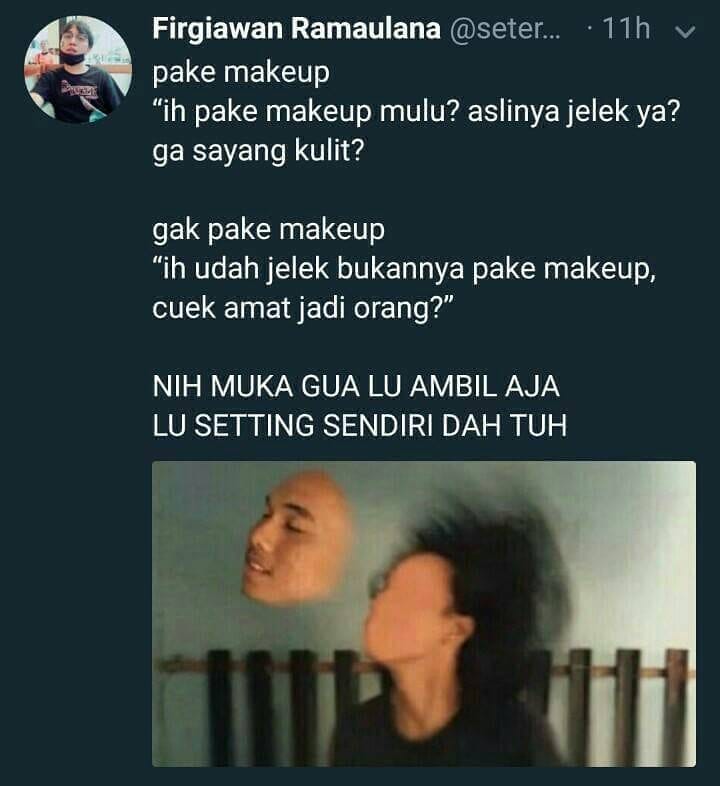 Firgiawan Ramaulana @seter... · 11h
pake makeup
“ih pake makeup mulu? aslinya jelek ya?
ga sayang kulit?
gak pake makeup
“ih udah jelek bukannya pake makeup,
cuek amat jadi orang?”
NIH MUKA GUA LU AMBIL AJA
LU SETTING SENDIRI DAH TUH